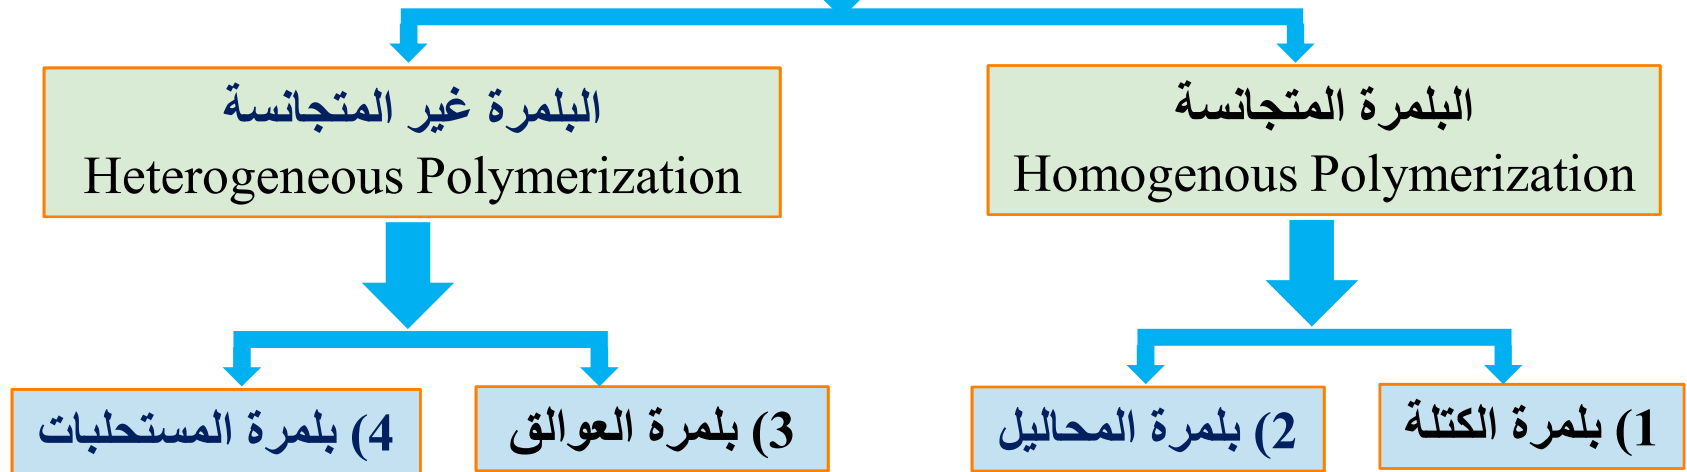 البلمرة المتجانسة
Homogenous Polymerization
البلمرة غير المتجانسة
Heterogeneous Polymerization
1) بلمرة الكتلة
2) بلمرة المحاليل
3) بلمرة العوالق
4) بلمرة المستحلبات